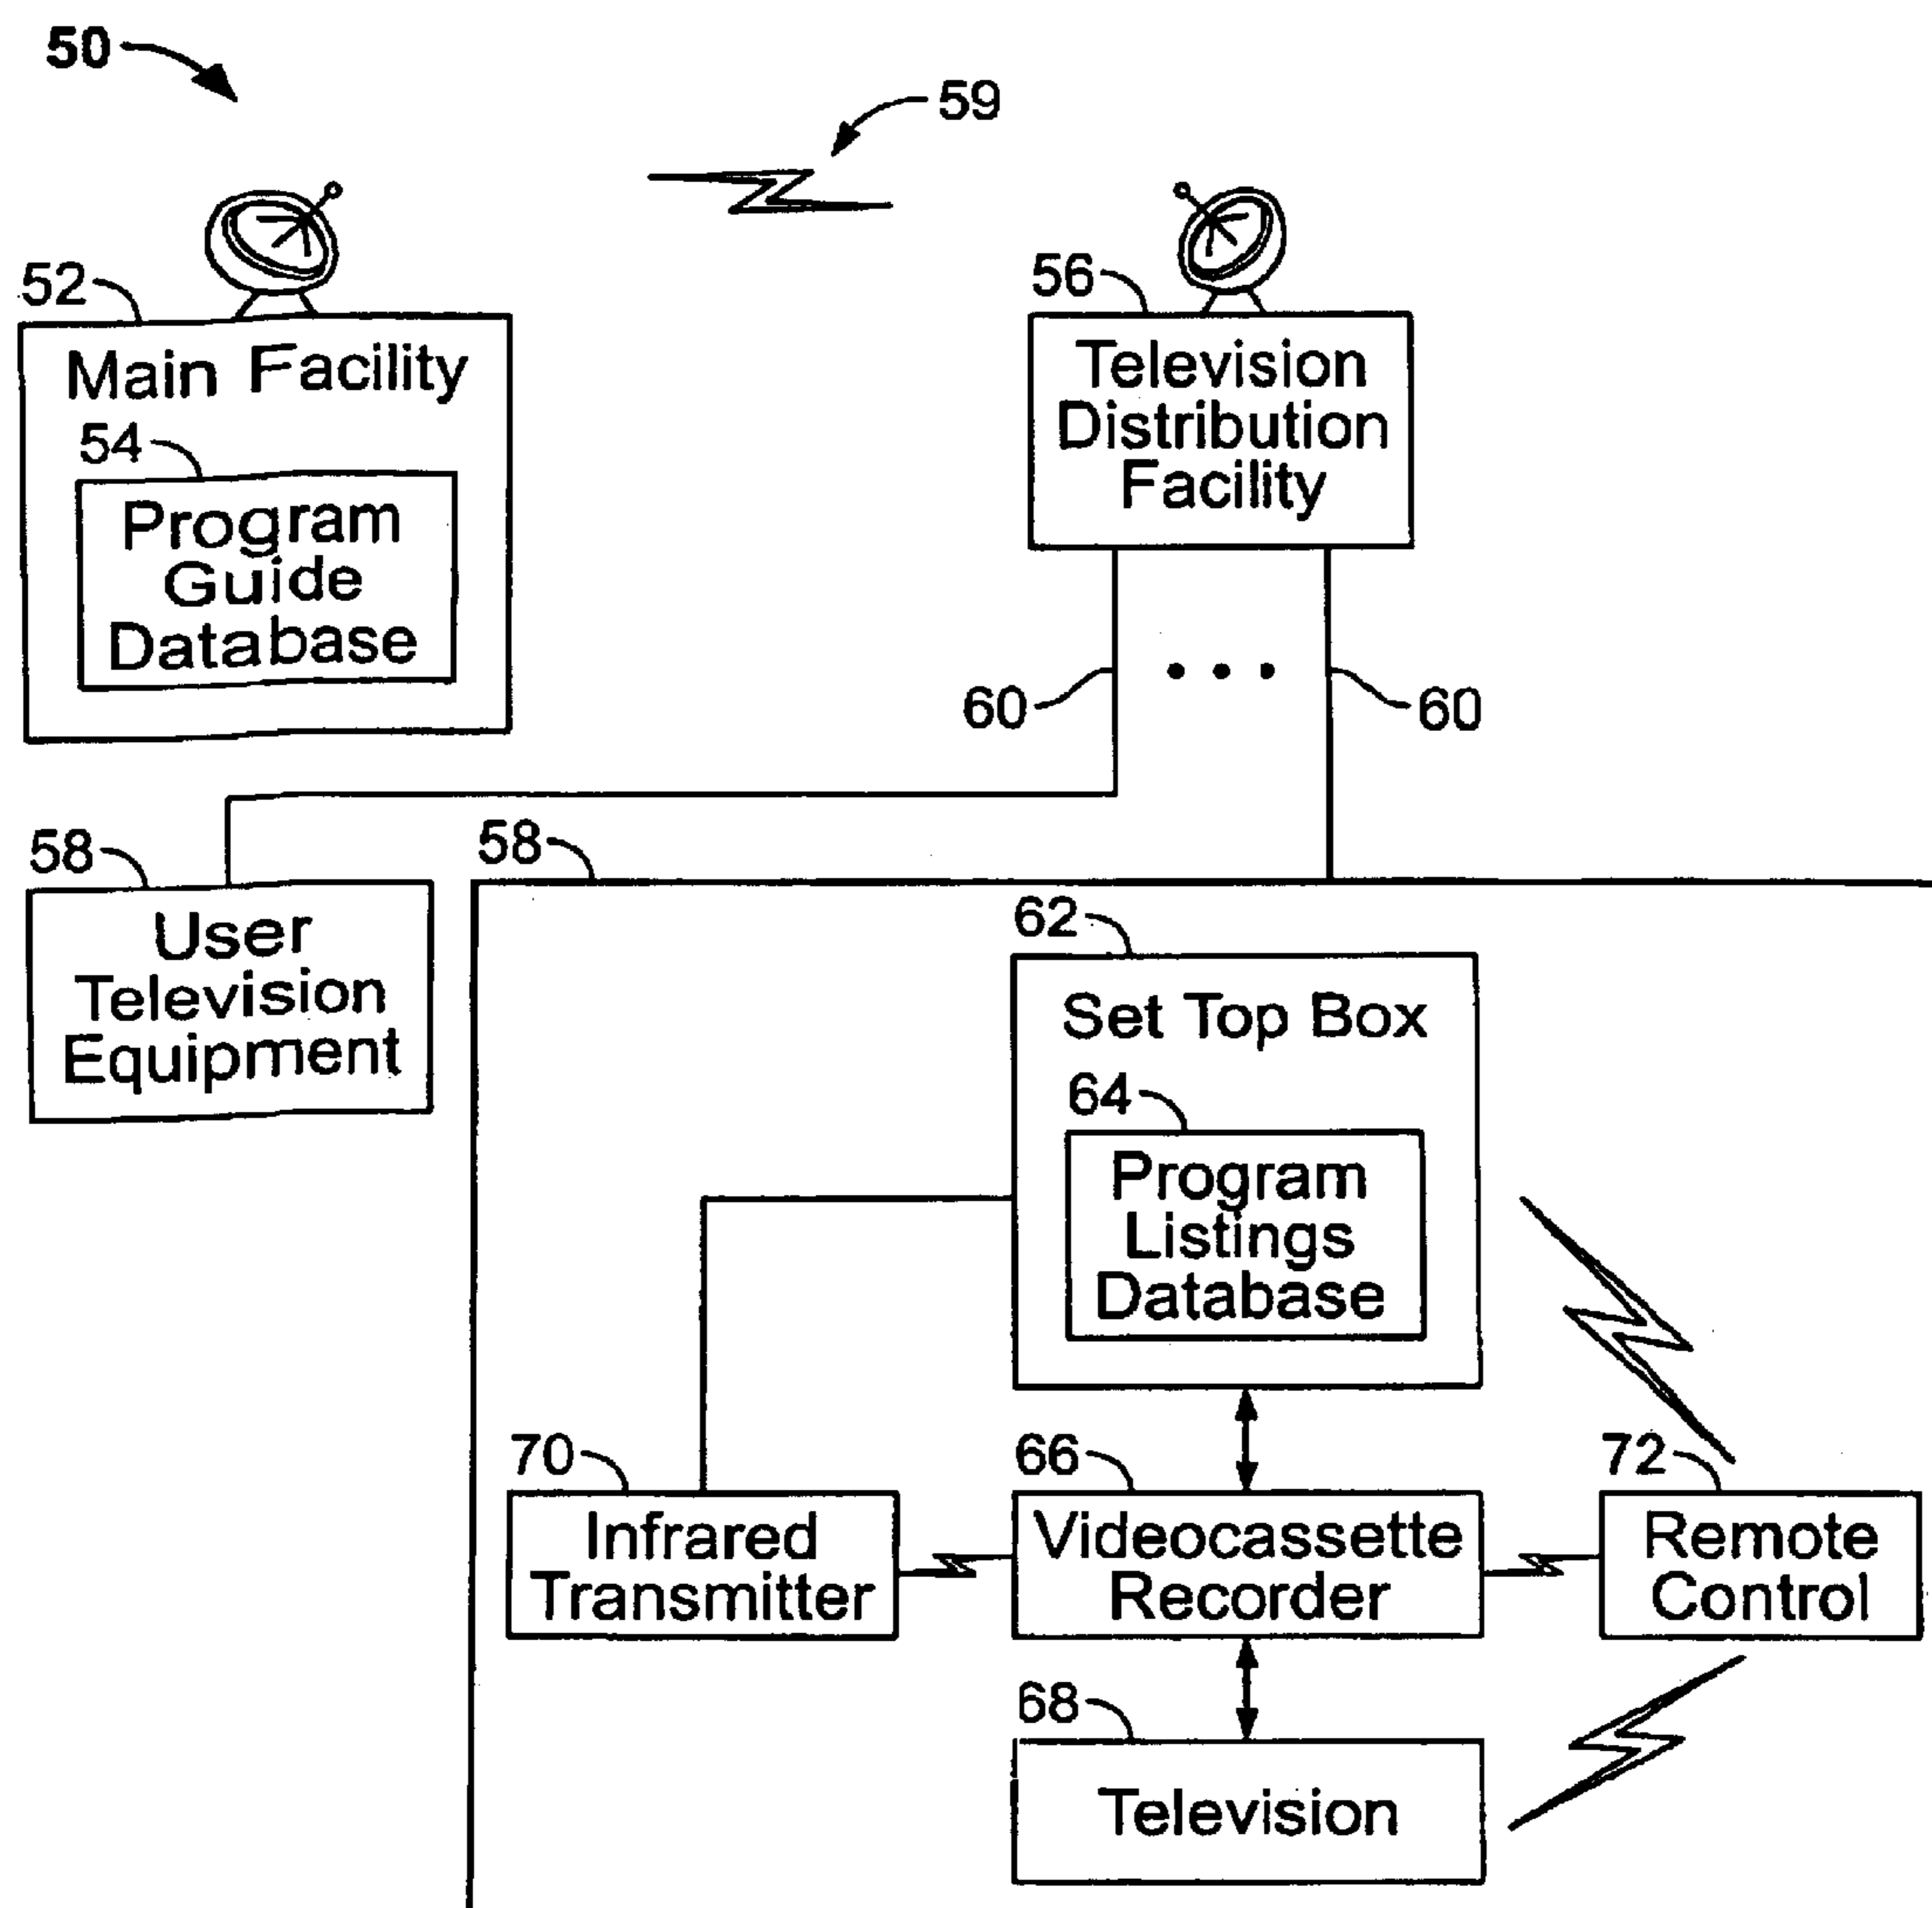 50
59
52
56
Main Facility
54
Program
Guide
Database
Television
Distribution
Facility
60
60
58
User
Television
Equipment
58
62
Set Top Box
64
Program
Listings
Database
70
Infrared
Transmitter
66
Videocassette
Recorder
72
Remote
Control
68
Television